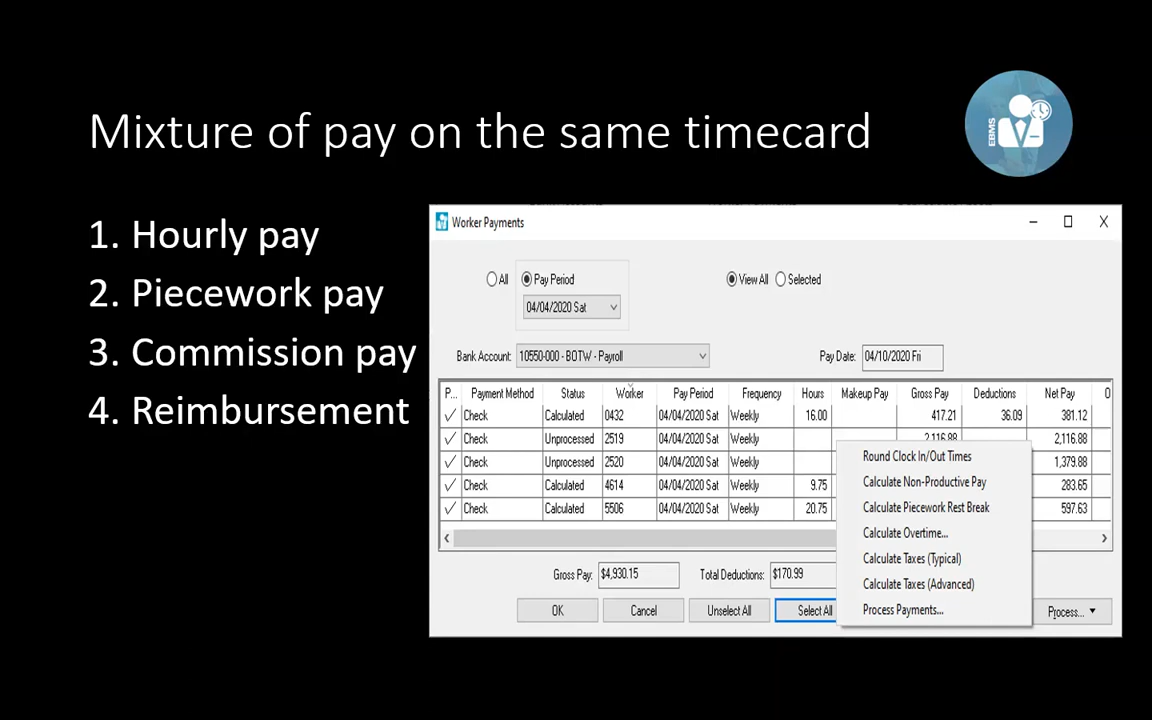 Mixture of pay on the same timecard
EBMS
1. Hourly pay
2. Piecework pay
3. Commission pay
4. Reimbursement
Worker Payments
All Pay Period View All Selected
04/04/2020 Sat
Bank Account: 10550-000 - BOTW - Payroll Pay Date: 04/10/2020 Fri
P... Payment Method Status Worker Pay Period Frequency Hours Makeup Pay Gross Pay Deductions Net Pay O
Check Calculated 0432 04/04/2020 Sat Weekly 16.00 417.21 36.09 381.12
Check Unprocessed 2519 04/04/2020 Sat Weekly 2,116.88 2,116.88
Check Unprocessed 2520 04/04/2020 Sat Weekly 1,379.88
Check Calculated 4614 04/04/2020 Sat Weekly 9.75 283.65
Check Calculated 5506 04/04/2020 Sat Weekly 20.75 597.63
Round Clock In/Out Times
Calculate Non-Productive Pay
Calculate Piecework Rest Break
Calculate Overtime...
Calculate Taxes (Typical)
Calculate Taxes (Advanced)
Process Payments...
Gross Pay: $4,930.15 Total Deductions: $170.99
OK Cancel Unselect All Select All Process...